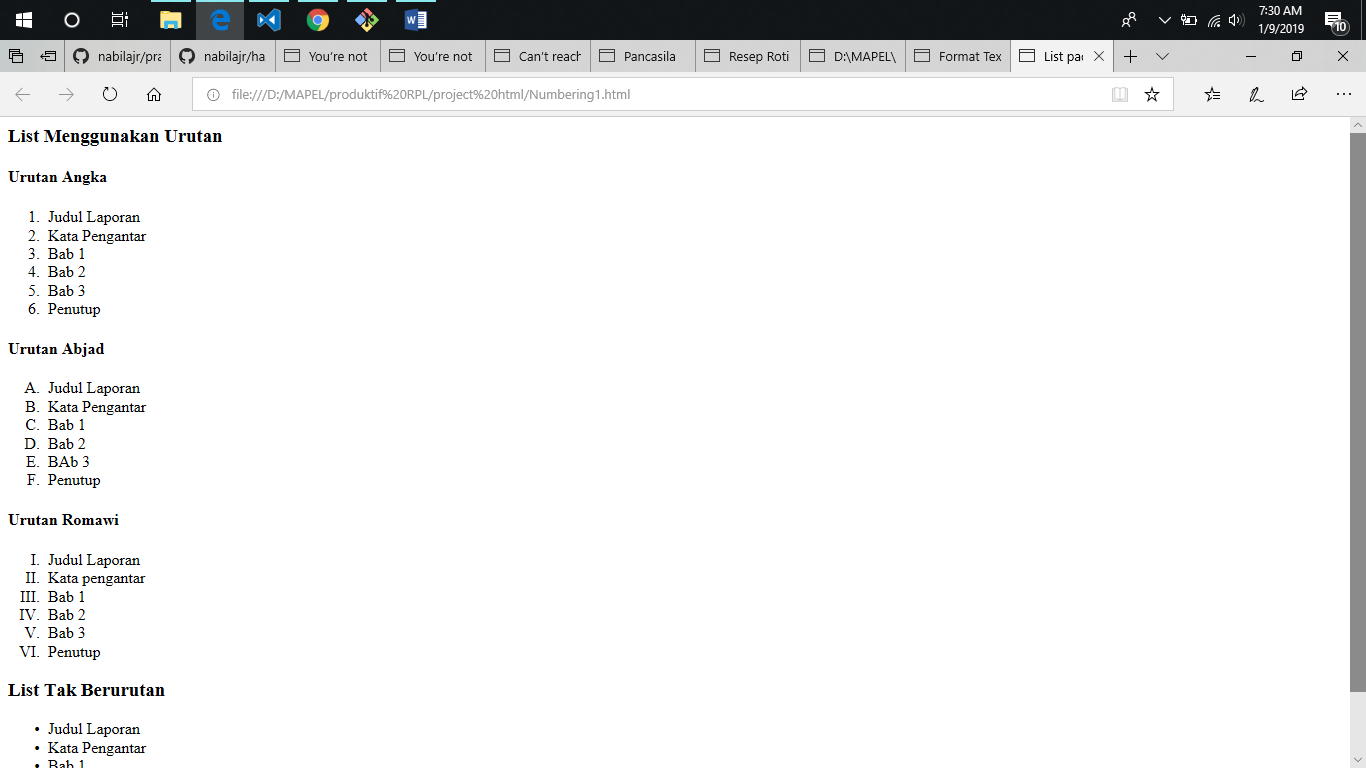 7:30 AM
1/9/2019
10
nabilajr/pra
nabilajr/ha
You're not
You're not
Can't reach
Pancasila
Resep Roti
D:\MAPEL\
Format Tex
List pac
file:///D:/MAPEL/produktif%20RPL/project%20html/Numbering1.html
List Menggunakan Urutan
Urutan Angka
1. Judul Laporan
2. Kata Pengantar
3. Bab 1
4. Bab 2
5. Bab 3
6. Penutup
Urutan Abjad
A. Judul Laporan
B. Kata Pengantar
C. Bab 1
D. Bab 2
E. BAb 3
F. Penutup
Urutan Romawi
I. Judul Laporan
II. Kata pengantar
III. Bab 1
IV. Bab 2
V. Bab 3
VI. Penutup
List Tak Berurutan
• Judul Laporan
• Kata Pengantar
• Bab 1